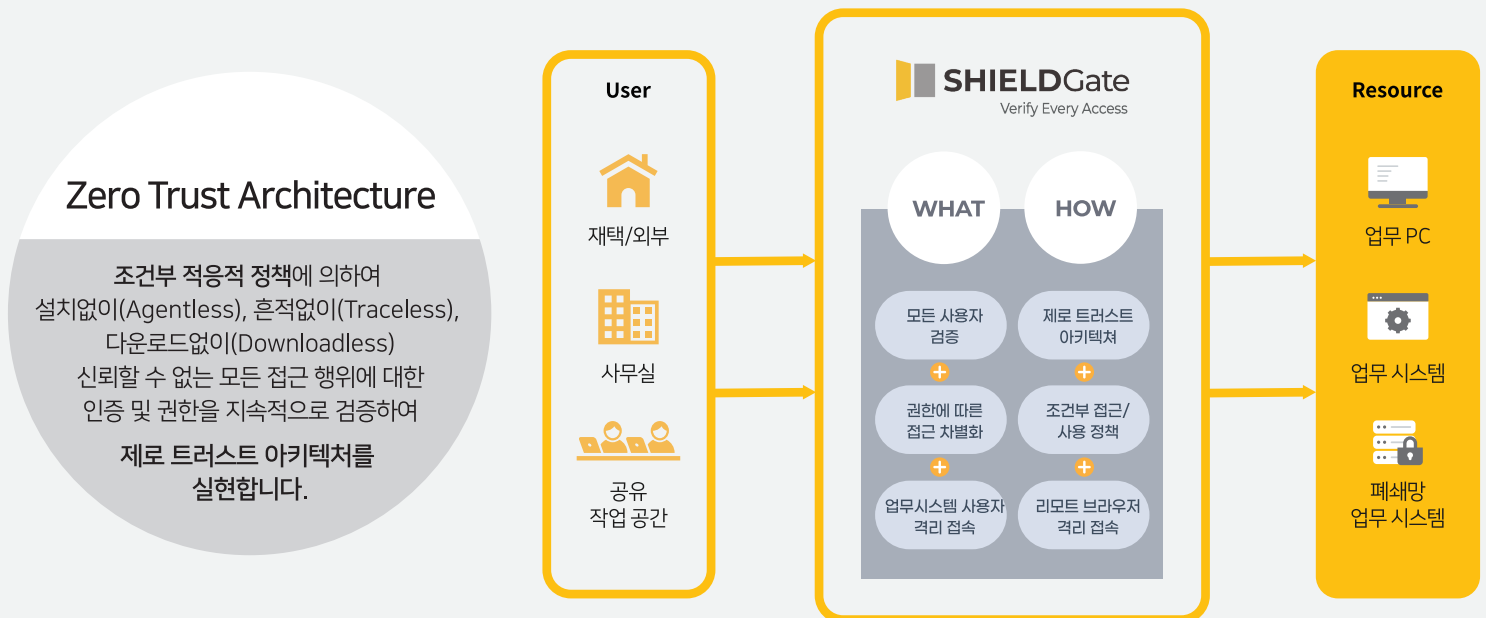 Zero Trust Architecture
조건부 적응적 정책에 의하여
설치없이(Agentless), 흔적없이(Traceless),
다운로드없이(Downloadless)
신뢰할 수 없는 모든 접근 행위에 대한
인증 및 권한을 지속적으로 검증하여
제로 트러스트 아키텍처를
실현합니다.
User
재택/외부
사무실
공유
작업 공간
SHIELDGate
Verify Every Access
WHAT
모든 사용자
검증
권한에 따른
접근 차별화
업무시스템 사용자
격리 접속
HOW
제로 트러스트
아키텍쳐
조건부 접근/
사용 정책
리모트 브라우저
격리 접속
Resource
업무 PC
업무 시스템
폐쇄망
업무 시스템